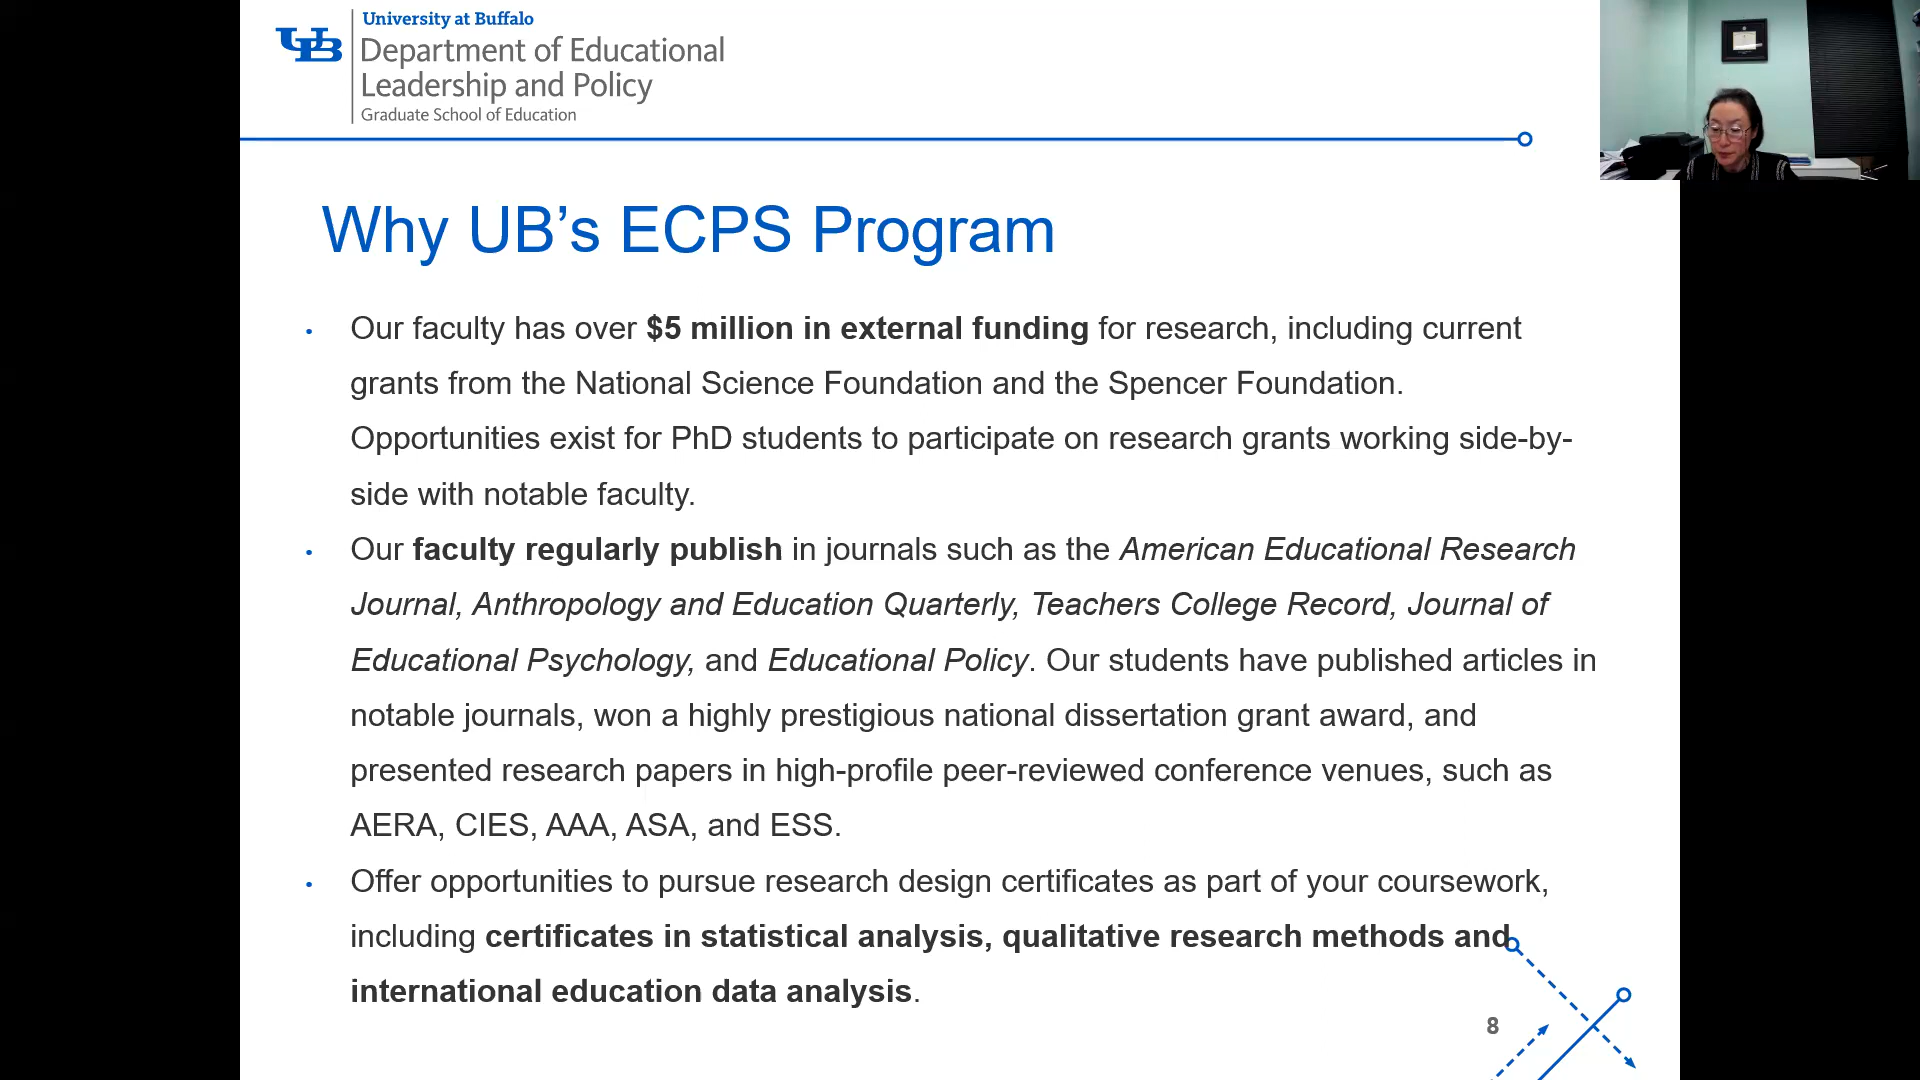 University at Buffalo
UB
Department of Educational
Leadership and Policy
Graduate School of Education
Why UB’s ECPS Program
• Our faculty has over $5 million in external funding for research, including current
grants from the National Science Foundation and the Spencer Foundation.
Opportunities exist for PhD students to participate on research grants working side-by-
side with notable faculty.
• Our faculty regularly publish in journals such as the American Educational Research
Journal, Anthropology and Education Quarterly, Teachers College Record, Journal of
Educational Psychology, and Educational Policy. Our students have published articles in
notable journals, won a highly prestigious national dissertation grant award, and
presented research papers in high-profile peer-reviewed conference venues, such as
AERA, CIES, AAA, ASA, and ESS.
• Offer opportunities to pursue research design certificates as part of your coursework,
including certificates in statistical analysis, qualitative research methods and
international education data analysis.
8